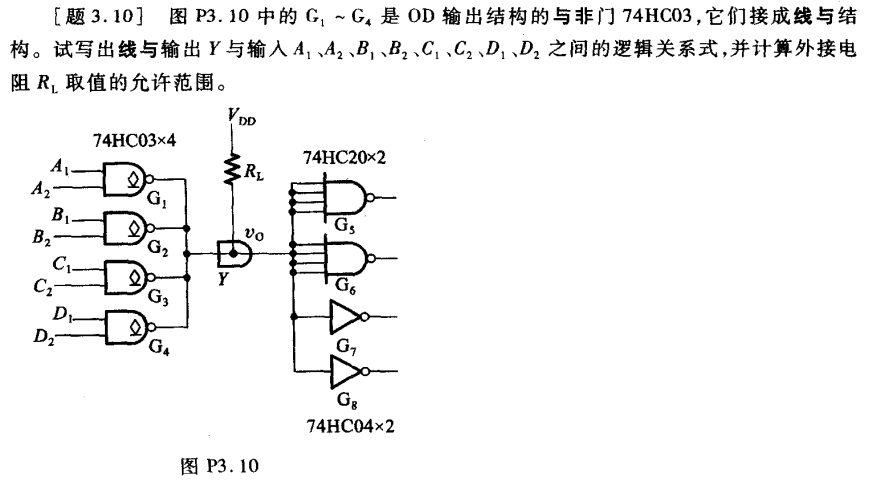 [题 3.10] 图 P3.10 中的 G₁ ~ G₄ 是 OD 输出结构的与非门 74HC03,它们接成线与结
构。试写出线与输出 Y 与输入 A₁、A₂、B₁、B₂、C₁、C₂、D₁、D₂ 之间的逻辑关系式,并计算外接电
阻 R_L 取值的允许范围。
V_DD
74HC03×4
74HC20×2
R_L
A₁
A₂
G₁
B₁
B₂
G₂
v_O
G₅
C₁
C₂
G₃
Y
G₆
D₁
D₂
G₄
G₇
G₈
74HC04×2
图 P3.10